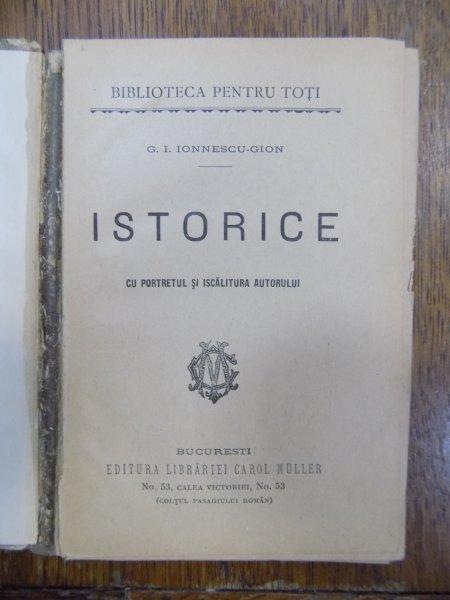 BIBLIOTECA PENTRU TOȚI
G. I. IONNESCU-GION
ISTORICE
CU PORTRETUL ȘI ISCĂLITURA AUTORULUI
BUCURESTI
EDITURA LIBRĂRIEI CAROL MÜLLER
No. 53, CALEA VICTORIEI, No. 53
(COLȚUL PASAGIULUI ROMÂN)